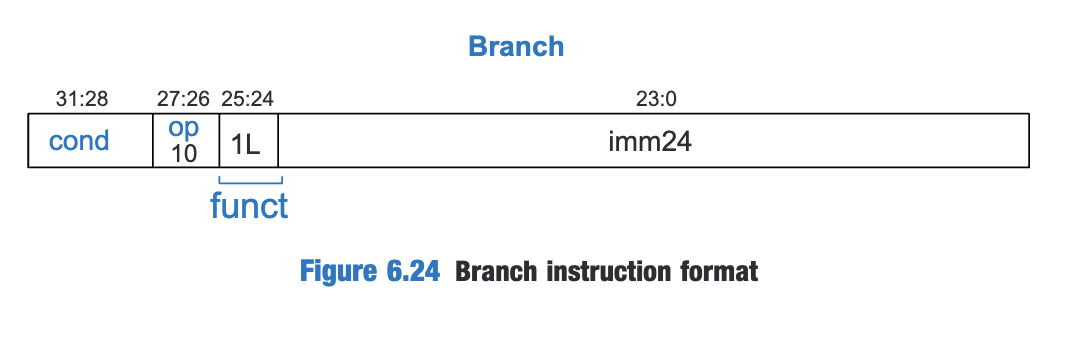 Branch
31:28 27:26 25:24 23:0
cond op 1L imm24
10
funct
Figure 6.24 Branch instruction format